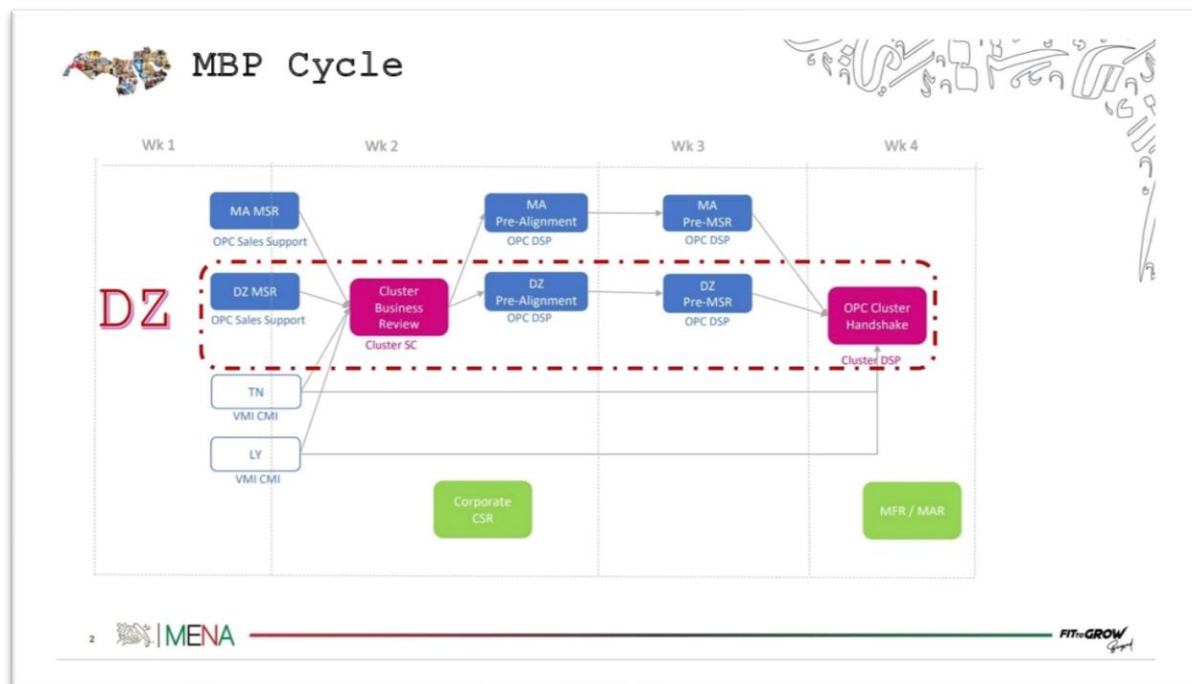 MBP Cycle
Wk 1
Wk 2
Wk 3
Wk 4
MA MSR
OPC Sales Support
MA
Pre-Alignment
OPC DSP
MA
Pre-MSR
OPC DSP
DZ
DZ MSR
OPC Sales Support
Cluster
Business
Review
Cluster SC
DZ
Pre-Alignment
OPC DSP
DZ
Pre-MSR
OPC DSP
OPC Cluster
Handshake
Cluster DSP
TN
VMI CMI
LY
VMI CMI
Corporate
CSR
MFR / MAR
2
MENA
FIT TO GROW
Beyond